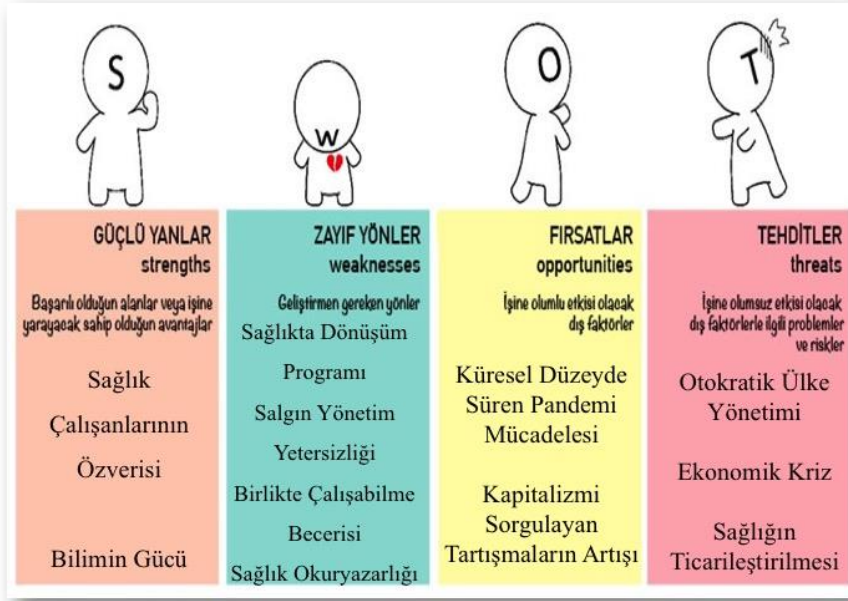 S
W
O
T
GÜÇLÜ YANLAR
strengths
Başarılı olduğun alanlar veya işine
yarayacak sahip olduğun avantajlar
Sağlık
Çalışanlarının
Özverisi
Bilimin Gücü
ZAYIF YÖNLER
weaknesses
Geliştirmen gereken yönler
Sağlıkta Dönüşüm
Programı
Salgın Yönetim
Yetersizliği
Birlikte Çalışabilme
Becerisi
Sağlık Okuryazarlığı
FIRSATLAR
opportunities
İşine olumlu etkisi olacak
dış faktörler
Küresel Düzeyde
Süren Pandemi
Mücadelesi
Kapitalizmi
Sorgulayan
Tartışmaların Artışı
TEHDİTLER
threats
İşine olumsuz etkisi olacak
dış faktörlerle ilgili problemler
ve riskler
Otokratik Ülke
Yönetimi
Ekonomik Kriz
Sağlığın
Ticarileştirilmesi